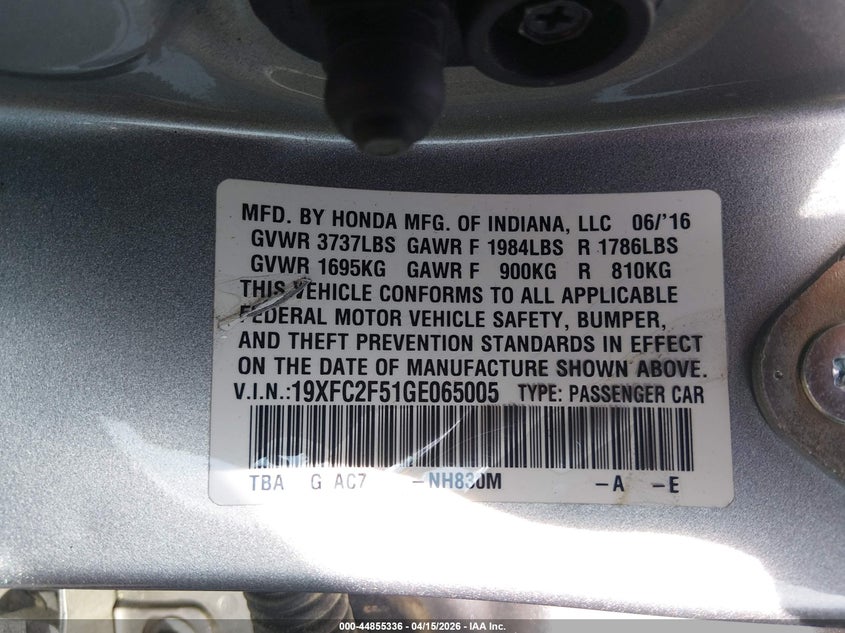 MFD. BY HONDA MFG. OF INDIANA, LLC 06/'16
GVWR 3737LBS GAWR F 1984LBS R 1786LBS
GVWR 1695KG GAWR F 900KG R 810KG
THIS VEHICLE CONFORMS TO ALL APPLICABLE
FEDERAL MOTOR VEHICLE SAFETY, BUMPER,
AND THEFT PREVENTION STANDARDS IN EFFECT
ON THE DATE OF MANUFACTURE SHOWN ABOVE.
V.I.N.:19XFC2F51GE065005 TYPE: PASSENGER CAR
TBA G AC7 -NH830M -A -E
000-44855336 - 04/15/2026 - IAA Inc.